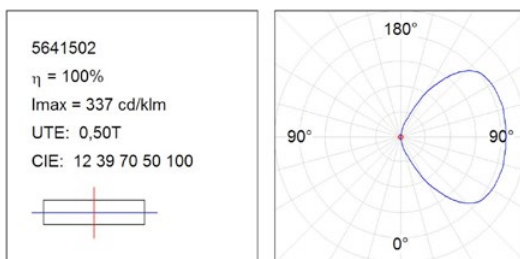 5641502
η = 100%
Imax = 337 cd/klm
UTE: 0,50T
CIE: 12 39 70 50 100
180°
90°
90°
0°